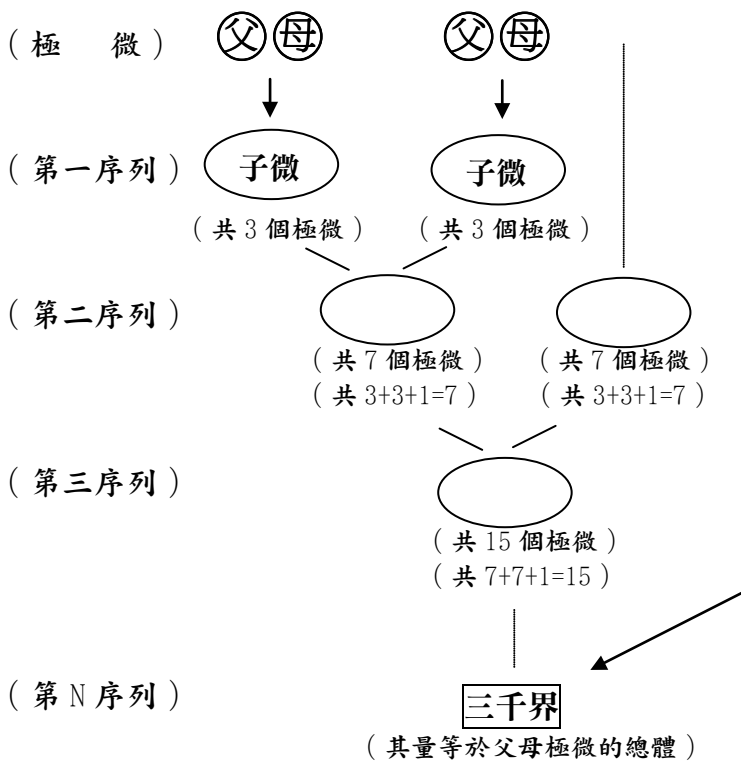 （極　微） 父 母 父 母
（第一序列） 子微 子微
（共 3 個極微） （共 3 個極微）
（第二序列）
（共 7 個極微） （共 7 個極微）
（共 3+3+1=7） （共 3+3+1=7）
（第三序列）
（共 15 個極微）
（共 7+7+1=15）
（第 N 序列） 三千界
（其量等於父母極微的總體）